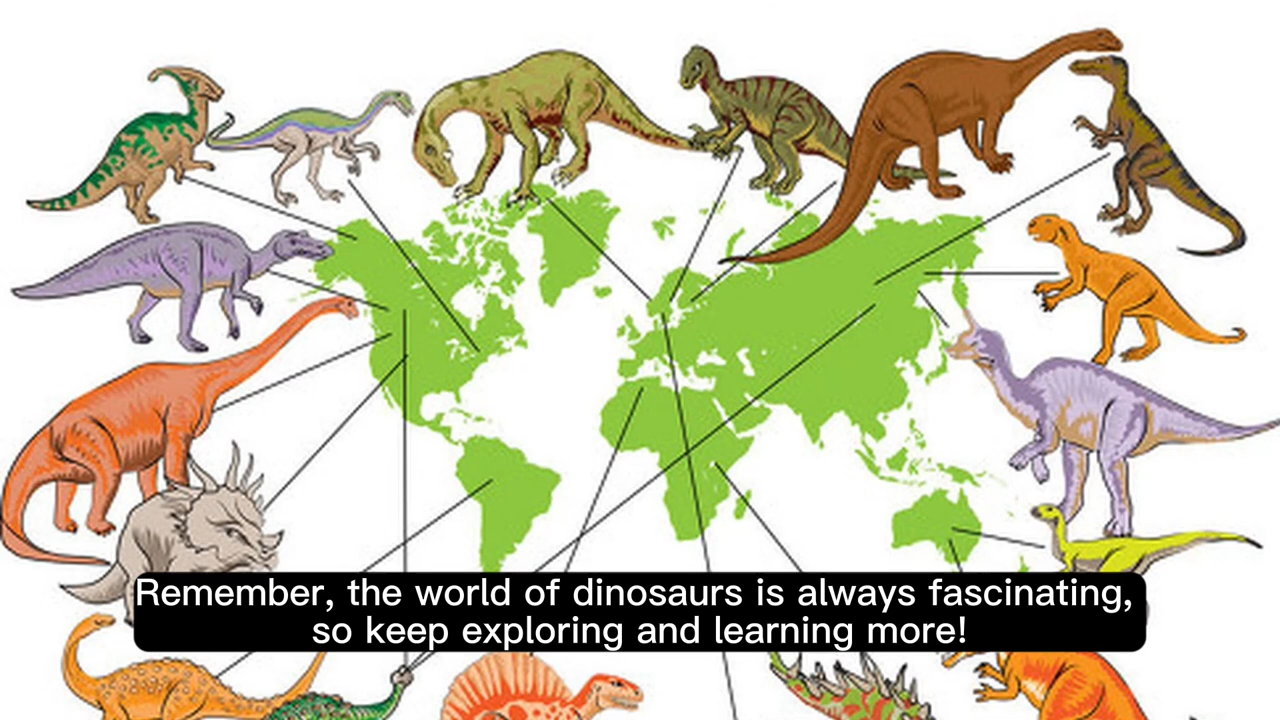 Remember, the world of dinosaurs is always fascinating,
so keep exploring and learning more!